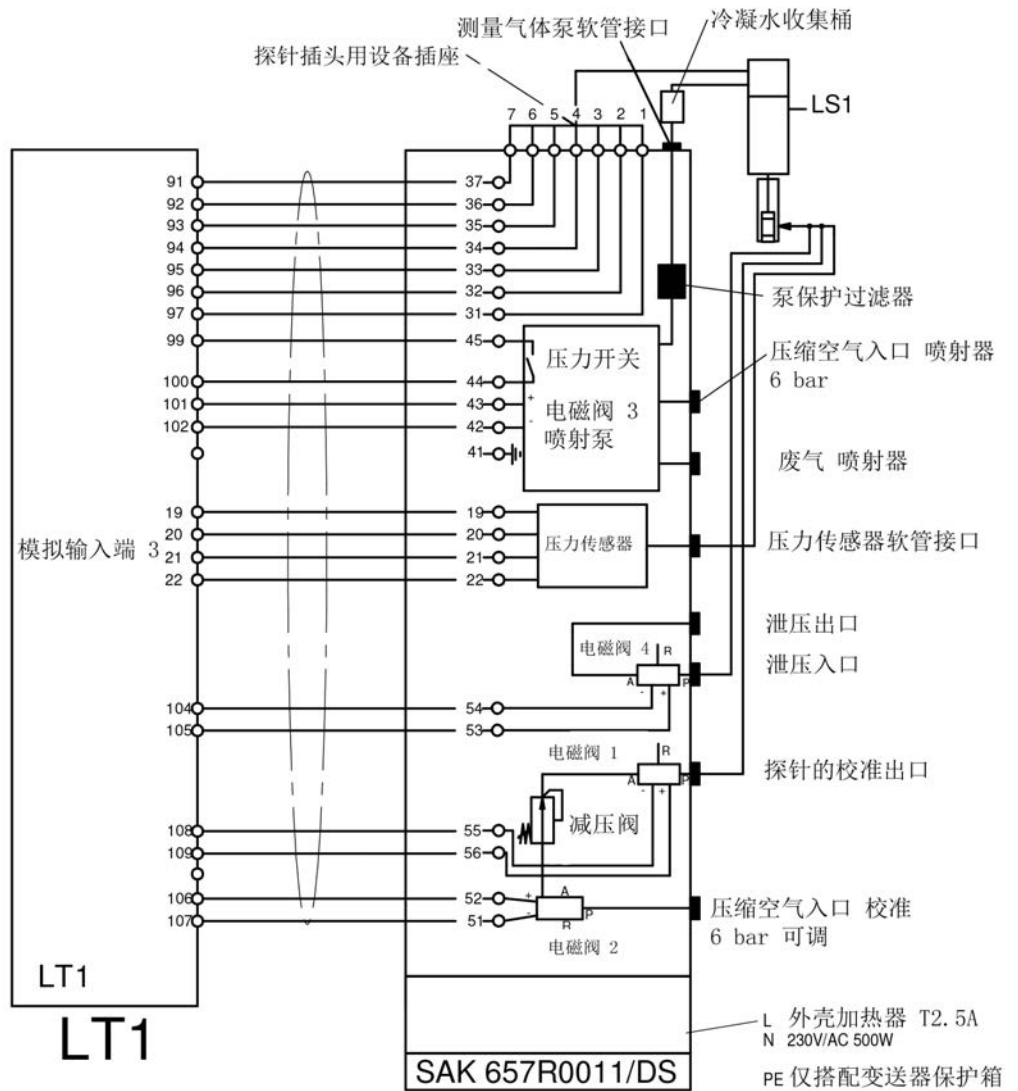 测量气体泵软管接口
冷凝水收集桶
探针插头用设备插座
LS1
7 6 5 4 3 2 1
91 37
92 36
93 35
94 34
95 33
96 32
97 31
泵保护过滤器
99 45
压力开关
压缩空气入口 喷射器
6 bar
100 44
101 43 +
电磁阀 3
102 42 -
喷射泵
41
废气 喷射器
19 19
20 20
模拟输入端 3
压力传感器
压力传感器软管接口
21 21
22 22
泄压出口
电磁阀 4 R
泄压入口
A P
- +
104 54
105 53
电磁阀 1 R
探针的校准出口
A P
- +
减压阀
108 55
109 56
106 52 + A
压缩空气入口 校准
- P
107 51 R
6 bar 可调
电磁阀 2
LT1
LT1
L 外壳加热器 T2.5A
N 230V/AC 500W
SAK 657R0011/DS
PE 仅搭配变送器保护箱